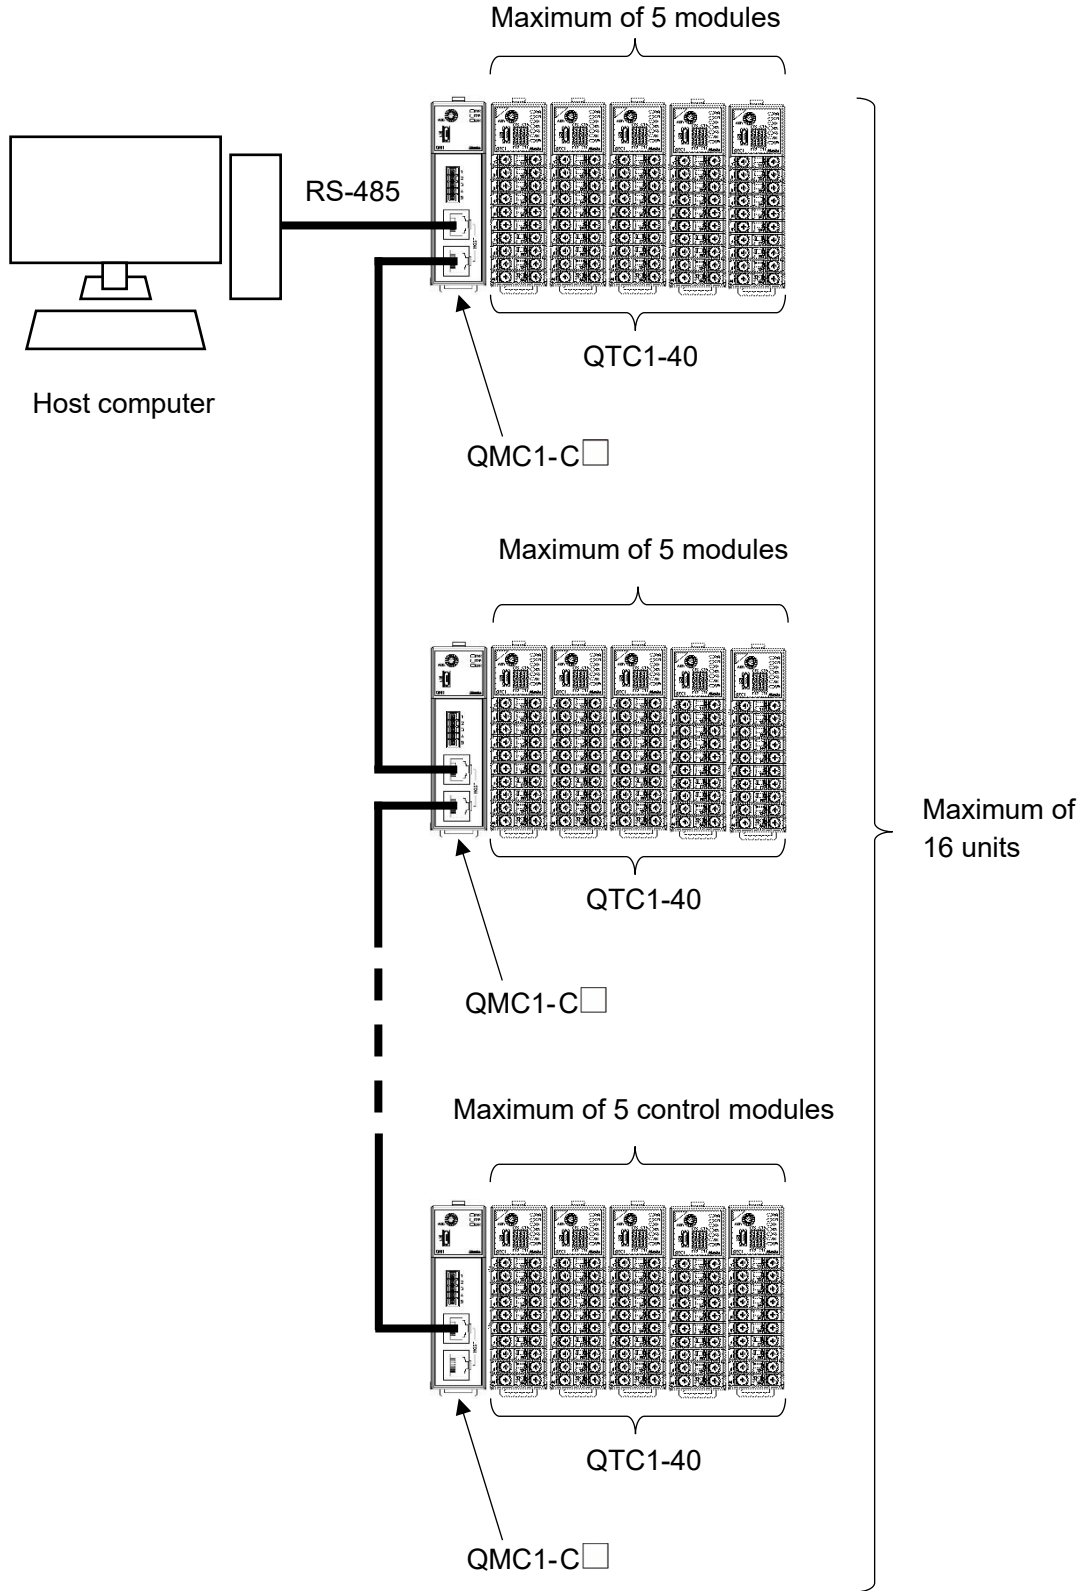 Maximum of 5 modules
RS-485
QTC1-40
Host computer
QMC1-C□
Maximum of 5 modules
Maximum of
16 units
QTC1-40
QMC1-C□
Maximum of 5 control modules
QTC1-40
QMC1-C□